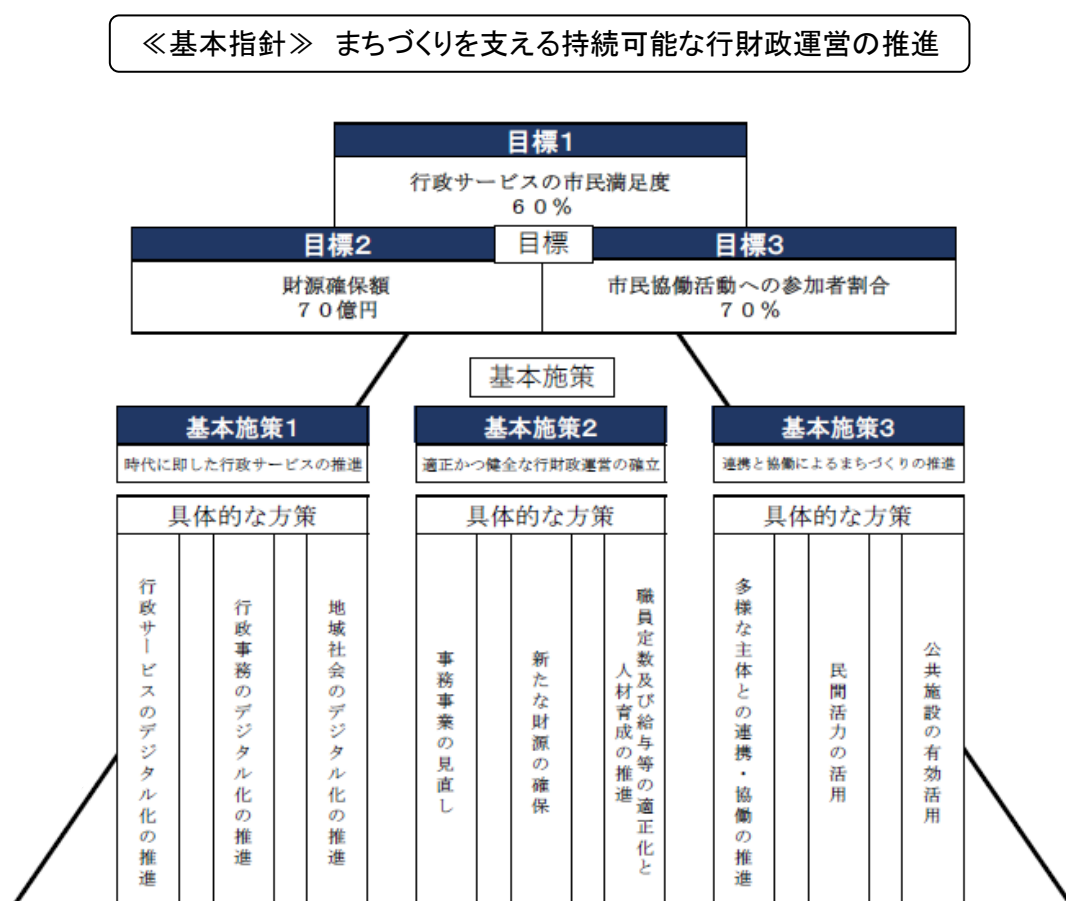 ≪基本指針≫　まちづくりを支える持続可能な行財政運営の推進
目標1
行政サービスの市民満足度
６０％
目標2
目標
目標3
財源確保額
７０億円
市民協働活動への参加者割合
７０％
基本施策
基本施策1
時代に即した行政サービスの推進
基本施策2
適正かつ健全な行財政運営の確立
基本施策3
連携と協働によるまちづくりの推進
具体的な方策
行政サービスのデジタル化の推進
行政事務のデジタル化の推進
地域社会のデジタル化の推進
具体的な方策
事務事業の見直し
新たな財源の確保
職員定数及び給与等の適正化と
人材育成の推進
具体的な方策
多様な主体との連携・協働の推進
民間活力の活用
公共施設の有効活用